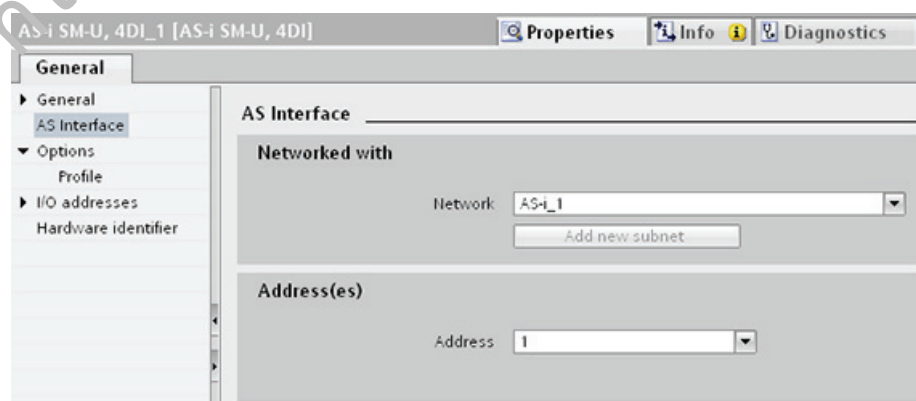 AS-i SM-U, 4DI_1 [AS-i SM-U, 4DI]
Properties
Info
Diagnostics
General
General
AS Interface
Options
Profile
I/O addresses
Hardware identifier
AS Interface
Networked with
Network AS-i_1
Add new subnet
Address(es)
Address 1